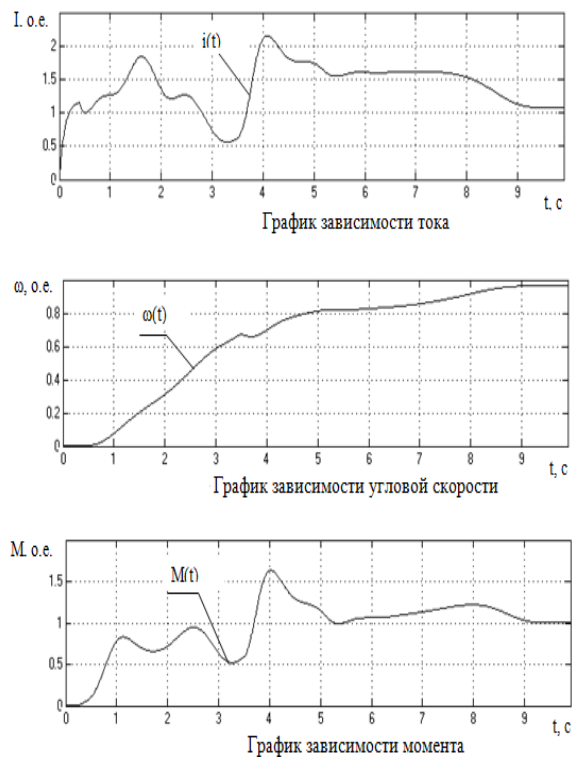 I. о.е.
i(t)
2
1.5
1
0.5
0
0 1 2 3 4 5 6 7 8 9
t, с
График зависимости тока
ω, о.е.
ω(t)
0.8
0.6
0.4
0.2
0
0 1 2 3 4 5 6 7 8 9
t, с
График зависимости угловой скорости
М. о.е.
M(t)
1.5
1
0.5
0
0 1 2 3 4 5 6 7 8 9
t, с
График зависимости момента